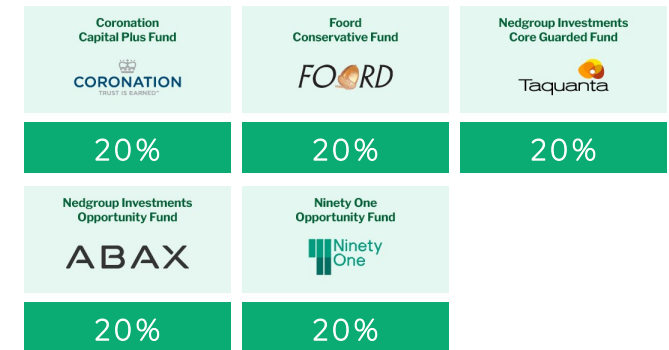 Coronation
Capital Plus Fund
CORONATION
TRUST IS EARNED™
20%
Foord
Conservative Fund
FOORD
20%
Nedgroup Investments
Core Guarded Fund
Taquanta
20%
Nedgroup Investments
Opportunity Fund
ABAX
20%
Ninety One
Opportunity Fund
Ninety
One
20%